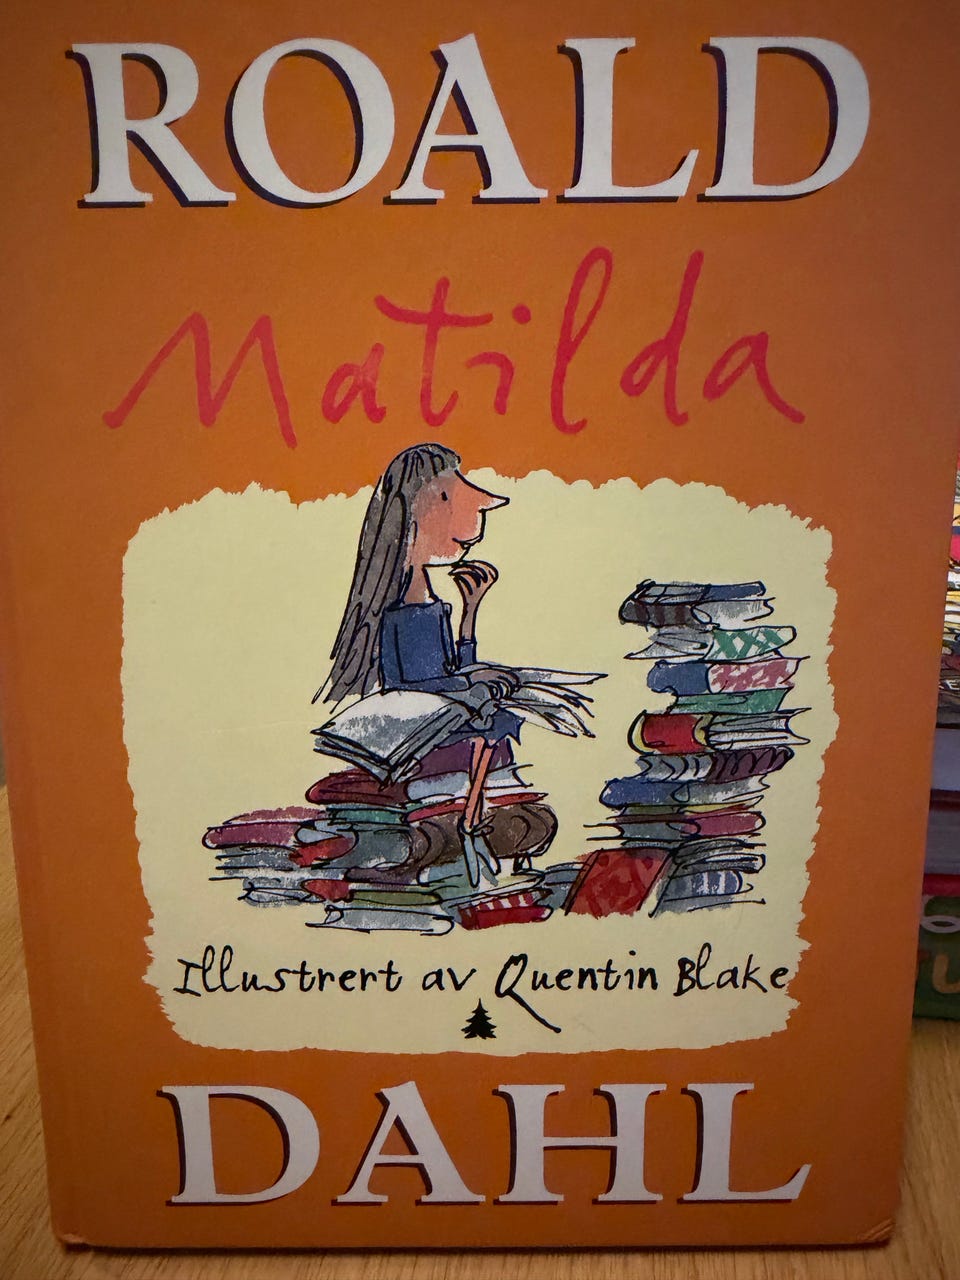 ROALD
Matilda
Illustrert av Quentin Blake
DAHL